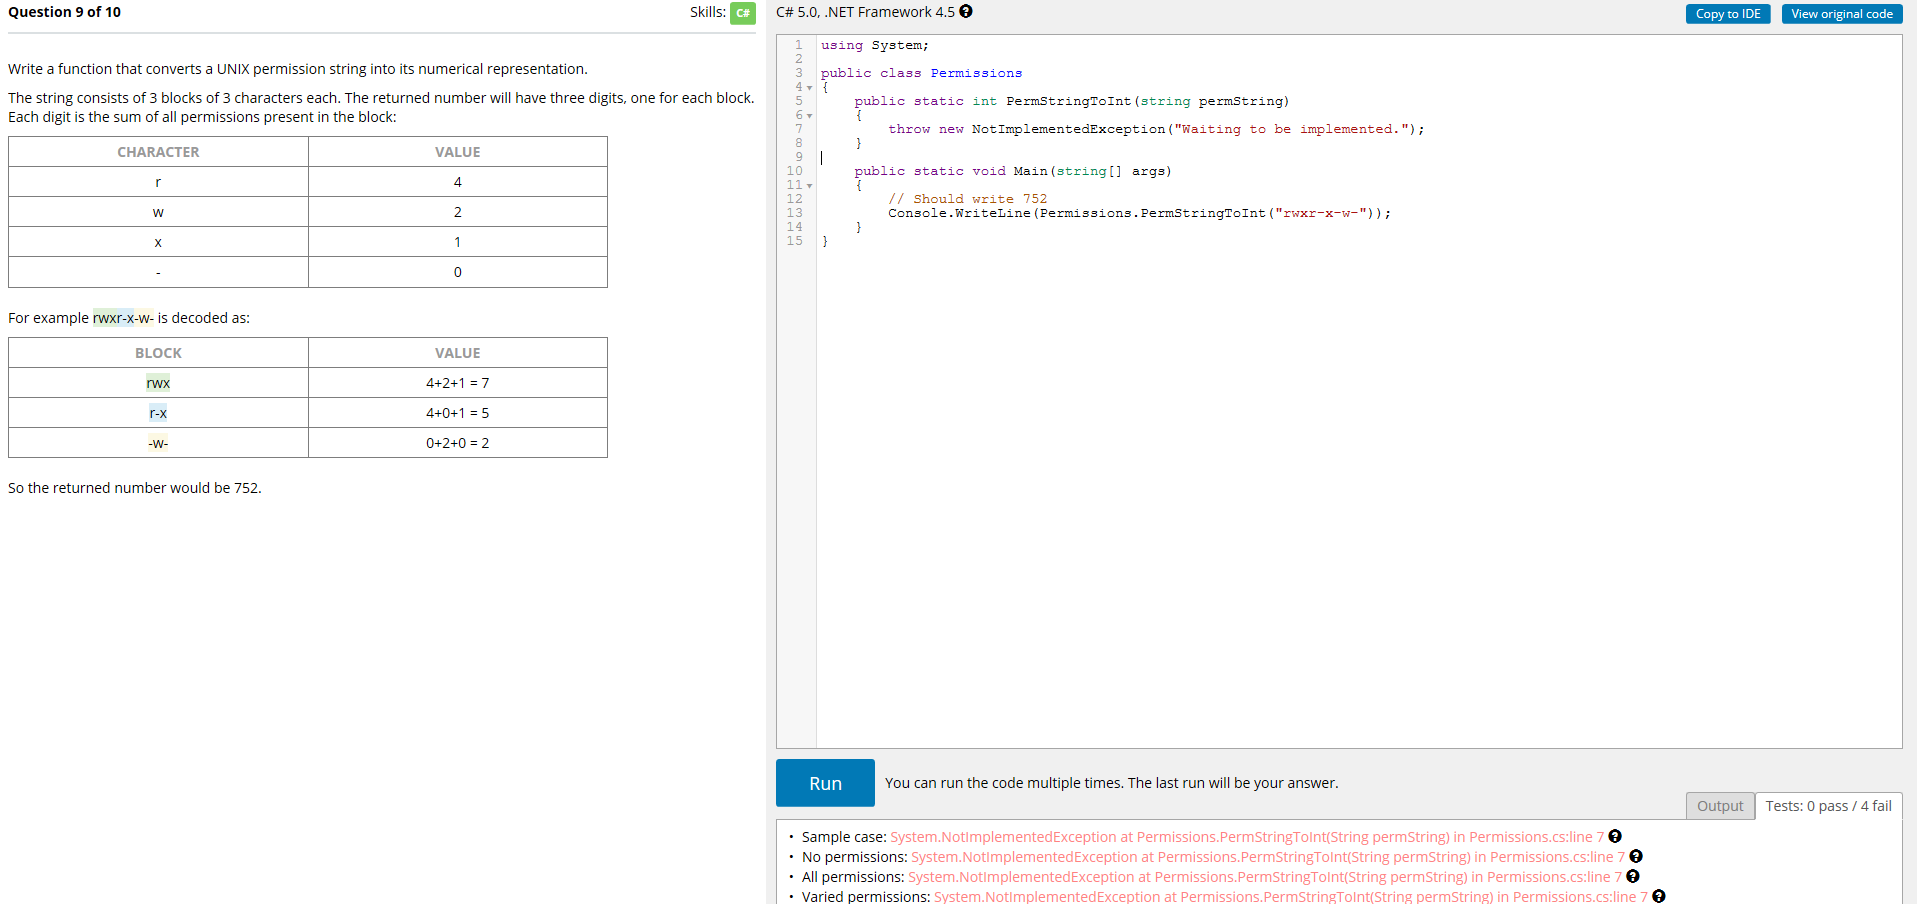 Question 9 of 10
Skills: C#
Write a function that converts a UNIX permission string into its numerical representation.
The string consists of 3 blocks of 3 characters each. The returned number will have three digits, one for each block.
Each digit is the sum of all permissions present in the block:
CHARACTER VALUE
r 4
w 2
x 1
- 0
For example rwxr-x-w- is decoded as:
BLOCK VALUE
rwx 4+2+1 = 7
r-x 4+0+1 = 5
-w- 0+2+0 = 2
So the returned number would be 752.
C# 5.0, .NET Framework 4.5 ?
Copy to IDE
View original code
1 using System;
2
3 public class Permissions
4 {
5 public static int PermStringToInt(string permString)
6 {
7 throw new NotImplementedException("Waiting to be implemented.");
8 }
9
10 public static void Main(string[] args)
11 {
12 // Should write 752
13 Console.WriteLine(Permissions.PermStringToInt("rwxr-x-w-"));
14 }
15 }
Run
You can run the code multiple times. The last run will be your answer.
Output
Tests: 0 pass / 4 fail
• Sample case: System.NotImplementedException at Permissions.PermStringToInt(String permString) in Permissions.cs:line 7 ?
• No permissions: System.NotImplementedException at Permissions.PermStringToInt(String permString) in Permissions.cs:line 7 ?
• All permissions: System.NotImplementedException at Permissions.PermStringToInt(String permString) in Permissions.cs:line 7 ?
• Varied permissions: System.NotImplementedException at Permissions.PermStringToInt(String permString) in Permissions.cs:line 7 ?